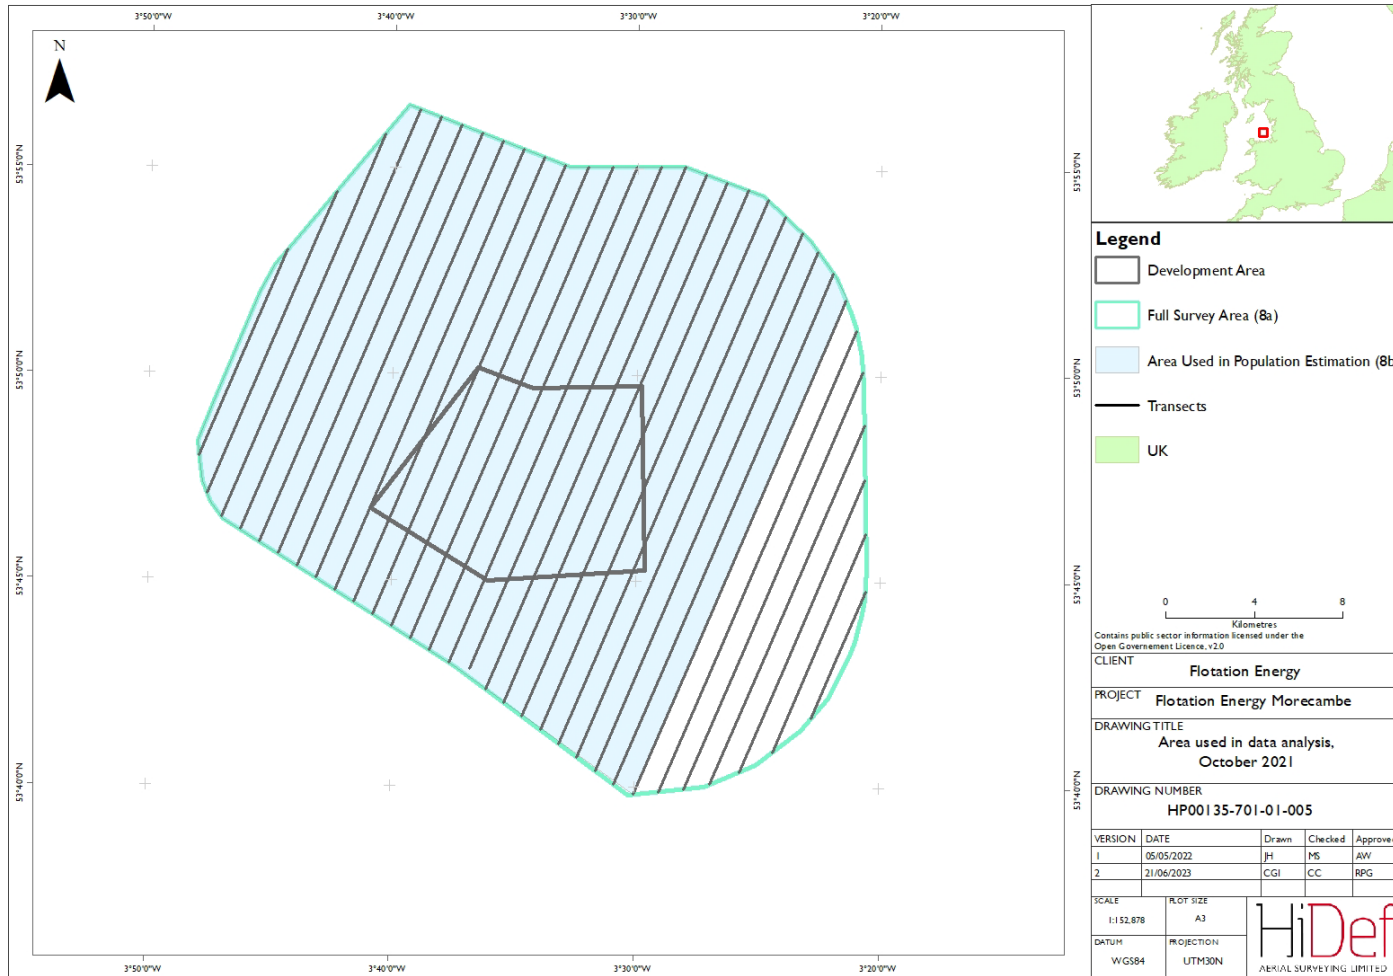 3°50'0"W 3°40'0"W 3°30'0"W 3°20'0"W
N
53°55'0"N 53°55'0"N
53°50'0"N 53°50'0"N
53°45'0"N 53°45'0"N
53°40'0"N 53°40'0"N
3°50'0"W 3°40'0"W 3°30'0"W 3°20'0"W
Legend
Development Area
Full Survey Area (8a)
Area Used in Population Estimation (8b
Transects
UK
0 4 8
Kilometres
Contains public sector information licensed under the
Open Governement Licence, v2.0
CLIENT
Flotation Energy
PROJECT
Flotation Energy Morecambe
DRAWING TITLE
Area used in data analysis,
October 2021
DRAWING NUMBER
HP00135-701-01-005
VERSION DATE Drawn Checked Approved
1 05/05/2022 JH MS AW
2 21/06/2023 CGI CC RPG
SCALE
1:152,878
PLOT SIZE
A3
DATUM
WGS84
PROJECTION
UTM30N
HiDef
AERIAL SURVEYING LIMITED